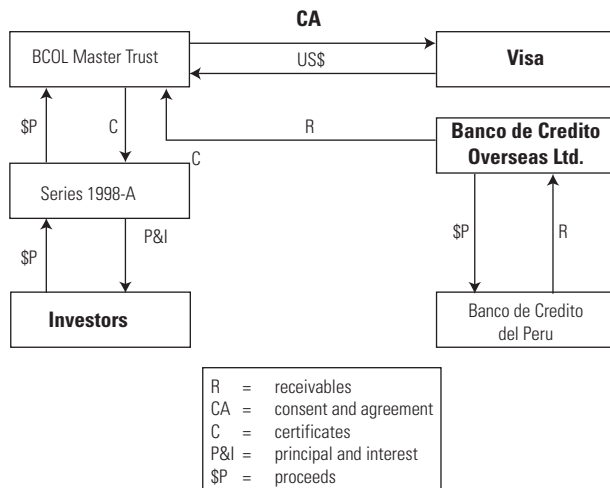 CA
BCOL Master Trust
US$
Visa
$P
C
R
C
Banco de Credito
Overseas Ltd.
Series 1998-A
$P
P&I
$P
R
Investors
Banco de Credito
del Peru
R = receivables
CA = consent and agreement
C = certificates
P&I = principal and interest
$P = proceeds